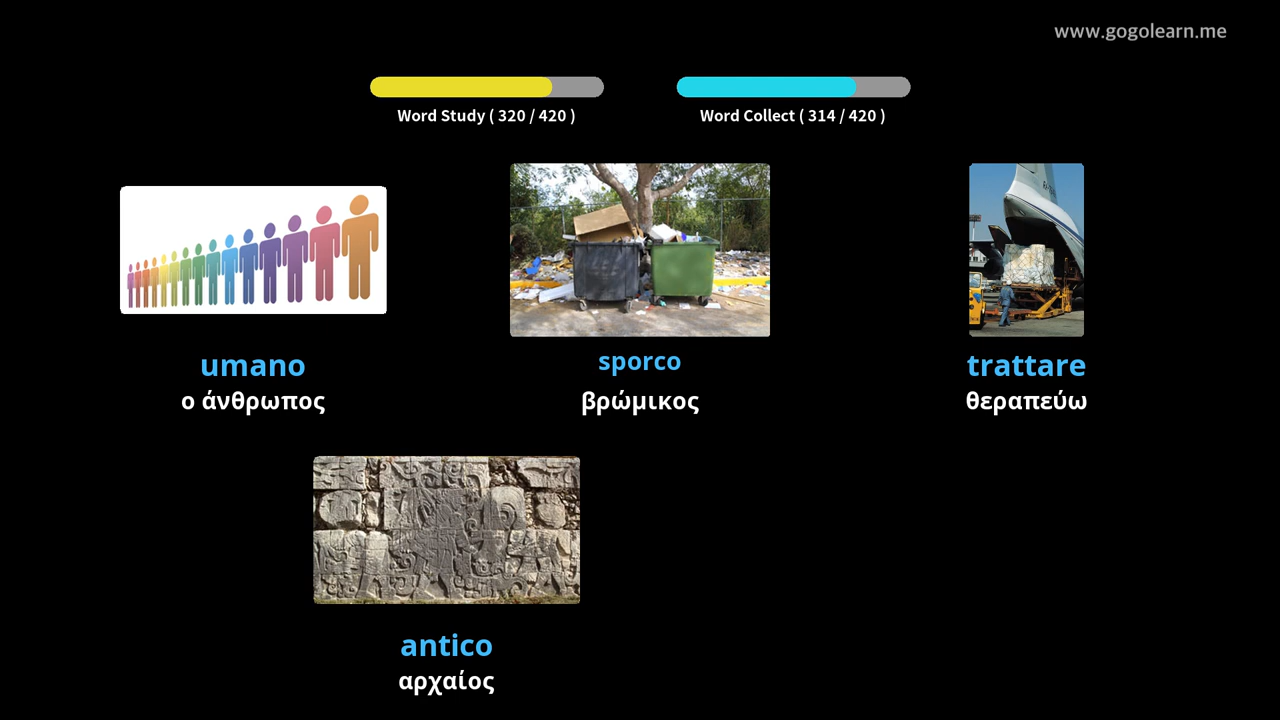 www.gogolearn.me
Word Study ( 320 / 420 )
Word Collect ( 314 / 420 )
umano
ο άνθρωπος
sporco
βρώμικος
trattare
θεραπεύω
antico
αρχαίος